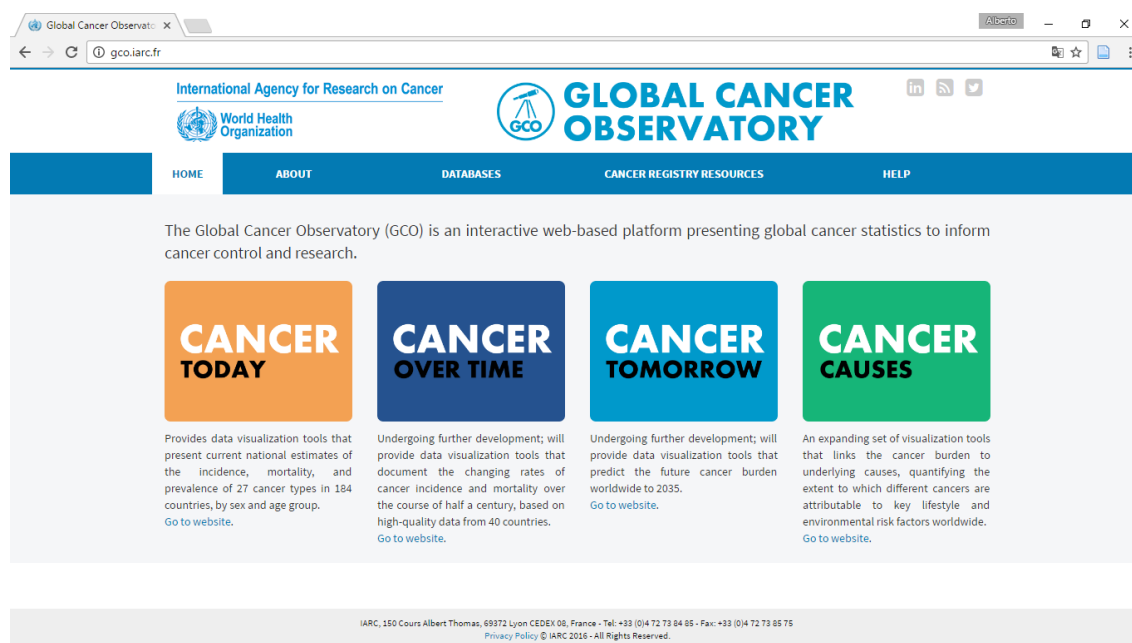 Global Cancer Observato
Alberto
gco.iarc.fr
International Agency for Research on Cancer
World Health
Organization
GCO
GLOBAL CANCER
OBSERVATORY
in
HOME ABOUT DATABASES CANCER REGISTRY RESOURCES HELP
The Global Cancer Observatory (GCO) is an interactive web-based platform presenting global cancer statistics to inform
cancer control and research.
CANCER
TODAY
Provides data visualization tools that
present current national estimates of
the incidence, mortality, and
prevalence of 27 cancer types in 184
countries, by sex and age group.
Go to website.
CANCER
OVER TIME
Undergoing further development; will
provide data visualization tools that
document the changing rates of
cancer incidence and mortality over
the course of half a century, based on
high-quality data from 40 countries.
Go to website.
CANCER
TOMORROW
Undergoing further development; will
provide data visualization tools that
predict the future cancer burden
worldwide to 2035.
Go to website.
CANCER
CAUSES
An expanding set of visualization tools
that links the cancer burden to
underlying causes, quantifying the
extent to which different cancers are
attributable to key lifestyle and
environmental risk factors worldwide.
Go to website.
IARC, 150 Cours Albert Thomas, 69372 Lyon CEDEX 08, France - Tel: +33 (0)4 72 73 84 85 - Fax: +33 (0)4 72 73 85 75
Privacy Policy © IARC 2016 - All Rights Reserved.